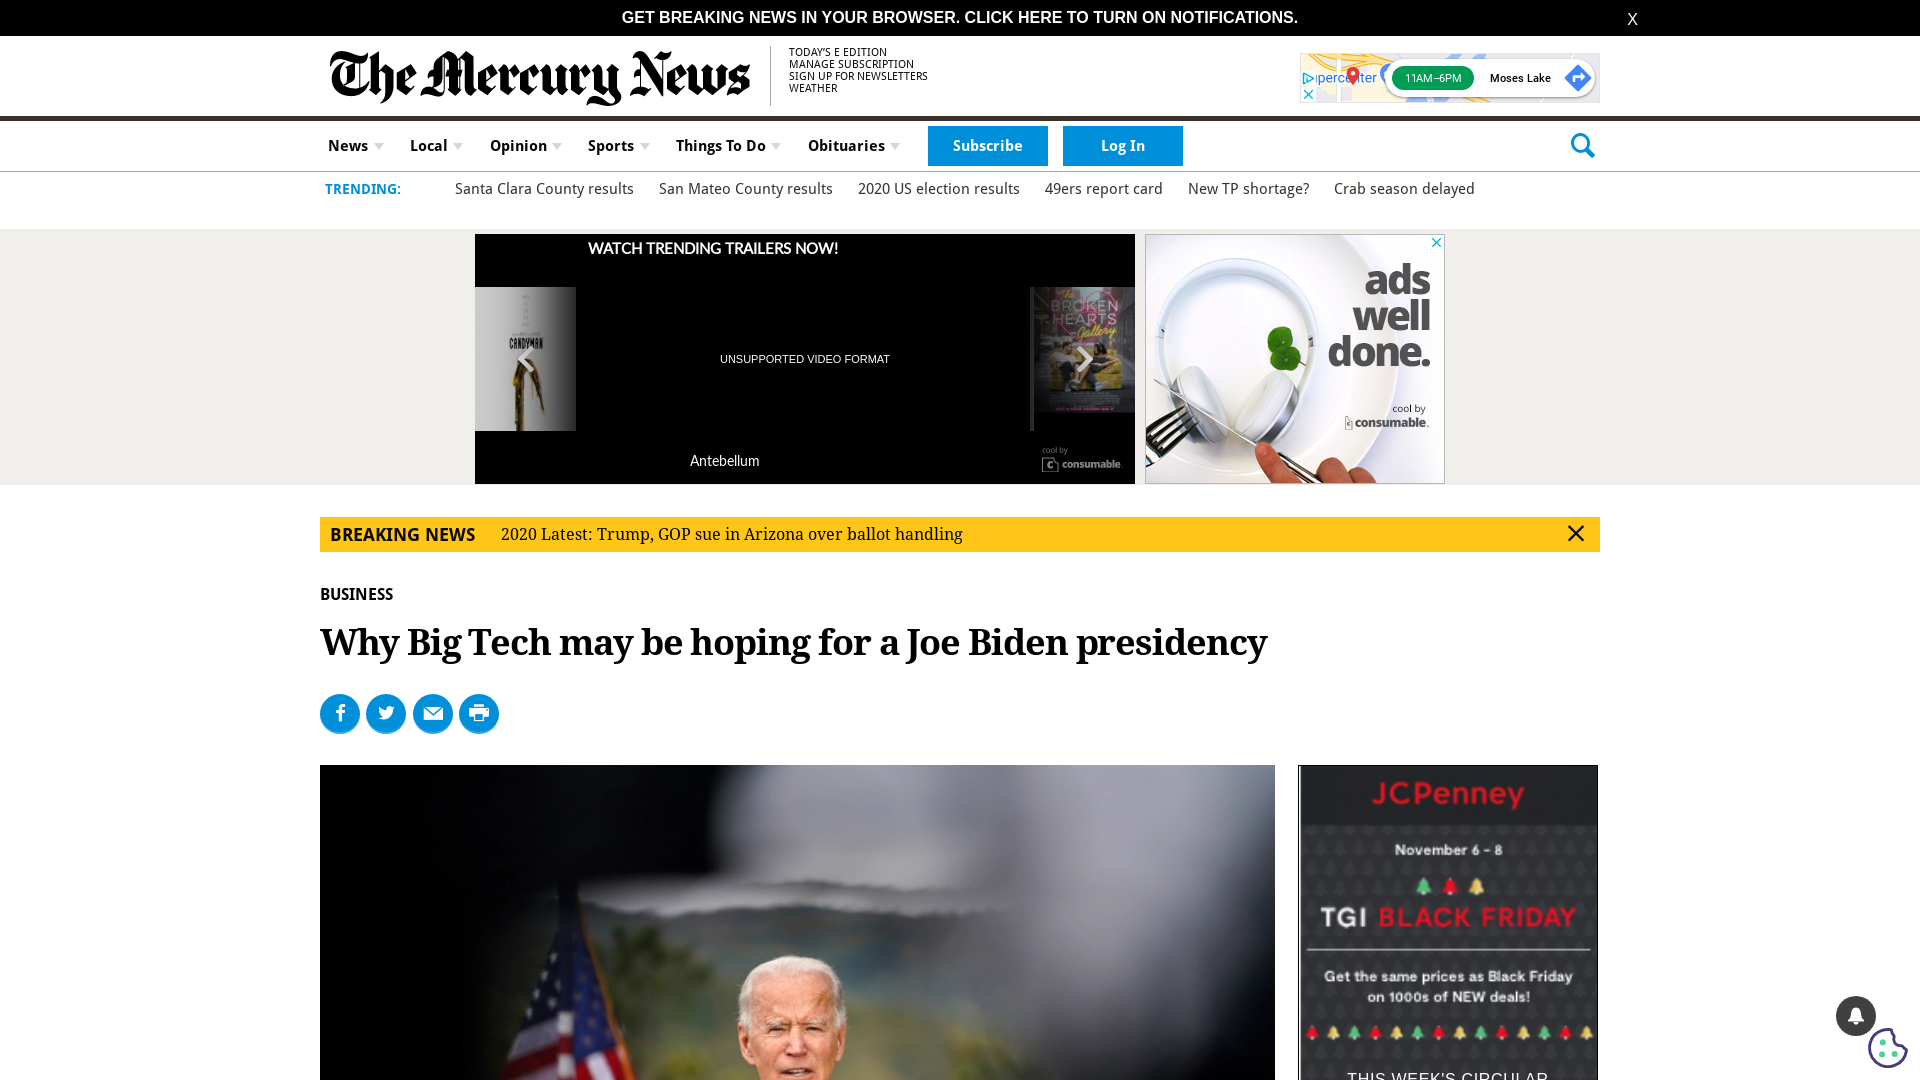 GET BREAKING NEWS IN YOUR BROWSER. CLICK HERE TO TURN ON NOTIFICATIONS.
X
The Mercury News
TODAY'S E EDITION
MANAGE SUBSCRIPTION
SIGN UP FOR NEWSLETTERS
WEATHER
11AM–6PM
Moses Lake
News
Local
Opinion
Sports
Things To Do
Obituaries
Subscribe
Log In
TRENDING:
Santa Clara County results
San Mateo County results
2020 US election results
49ers report card
New TP shortage?
Crab season delayed
WATCH TRENDING TRAILERS NOW!
CANDYMAN
UNSUPPORTED VIDEO FORMAT
The
BROKEN
HEARTS
Gallery
Antebellum
cool by
consumable.
ads
well
done.
cool by
consumable.
BREAKING NEWS
2020 Latest: Trump, GOP sue in Arizona over ballot handling
BUSINESS
Why Big Tech may be hoping for a Joe Biden presidency
JCPenney
November 6 – 8
TGI BLACK FRIDAY
Get the same prices as Black Friday
on 1000s of NEW deals!
THIS WEEK'S CIRCULAR